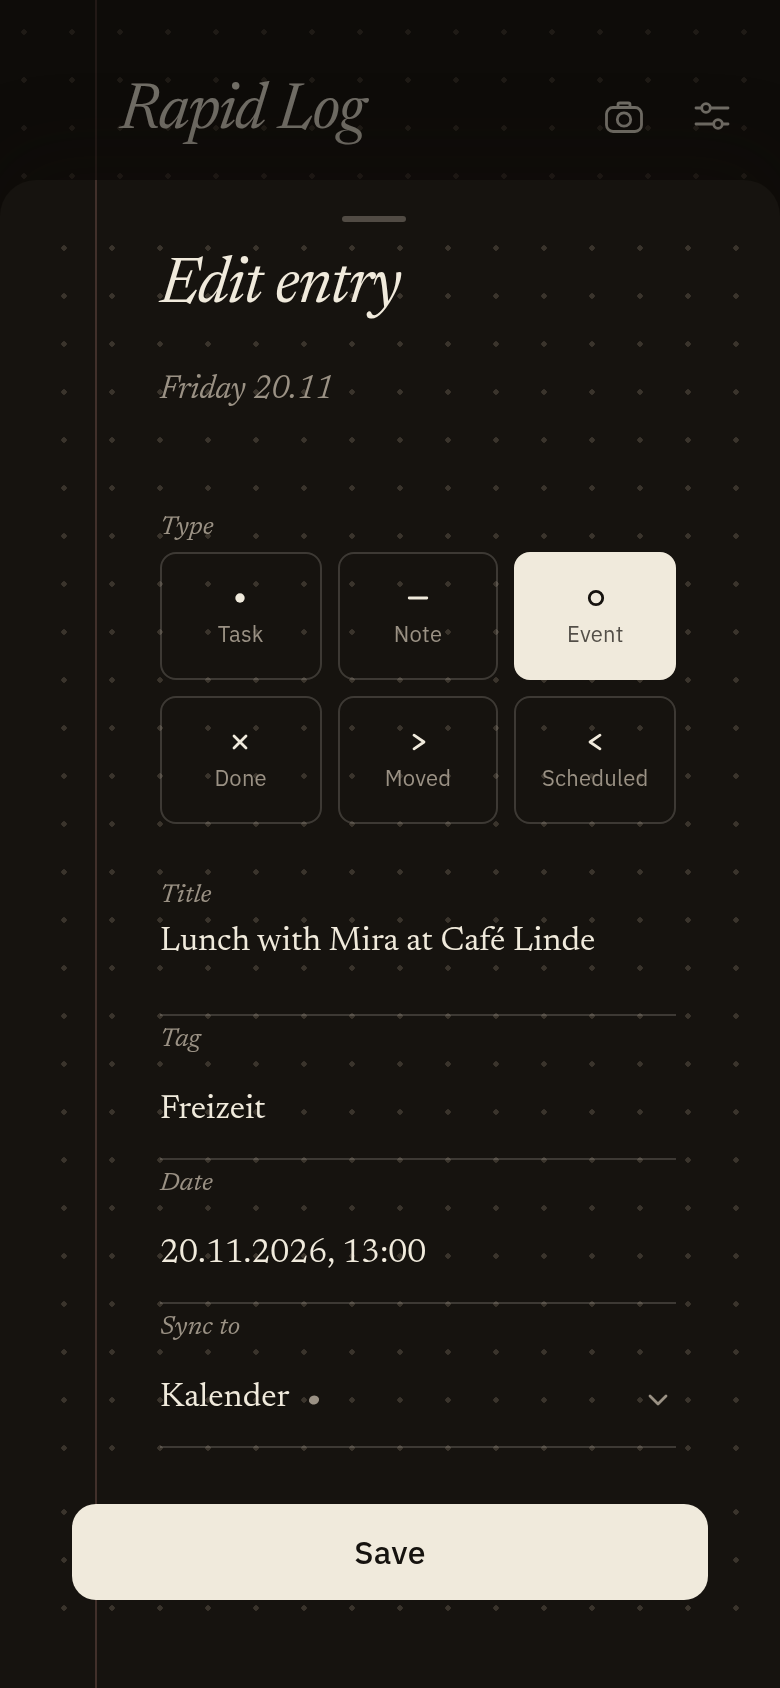 Rapid Log
Edit entry
Friday 20.11
Type
Task
Note
Event
Done
Moved
Scheduled
Title
Lunch with Mira at Café Linde
Tag
Freizeit
Date
20.11.2026, 13:00
Sync to
Kalender
Save